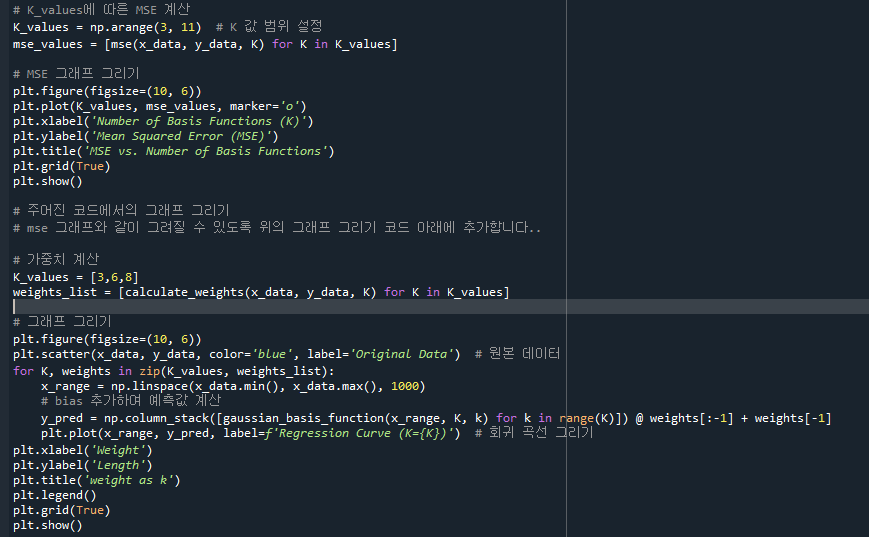 # K_values에 따른 MSE 계산
K_values = np.arange(3, 11)  # K 값 범위 설정
mse_values = [mse(x_data, y_data, K) for K in K_values]
# MSE 그래프 그리기
plt.figure(figsize=(10, 6))
plt.plot(K_values, mse_values, marker='o')
plt.xlabel('Number of Basis Functions (K)')
plt.ylabel('Mean Squared Error (MSE)')
plt.title('MSE vs. Number of Basis Functions')
plt.grid(True)
plt.show()
# 주어진 코드에서의 그래프 그리기
# mse 그래프와 같이 그려질 수 있도록 위의 그래프 그리기 코드 아래에 추가합니다..
# 가중치 계산
K_values = [3,6,8]
weights_list = [calculate_weights(x_data, y_data, K) for K in K_values]
# 그래프 그리기
plt.figure(figsize=(10, 6))
plt.scatter(x_data, y_data, color='blue', label='Original Data')  # 원본 데이터
for K, weights in zip(K_values, weights_list):
    x_range = np.linspace(x_data.min(), x_data.max(), 1000)
    # bias 추가하여 예측값 계산
    y_pred = np.column_stack([gaussian_basis_function(x_range, K, k) for k in range(K)]) @ weights[:-1] + weights[-1]
    plt.plot(x_range, y_pred, label=f'Regression Curve (K={K})')  # 회귀 곡선 그리기
plt.xlabel('Weight')
plt.ylabel('Length')
plt.title('weight as k')
plt.legend()
plt.grid(True)
plt.show()